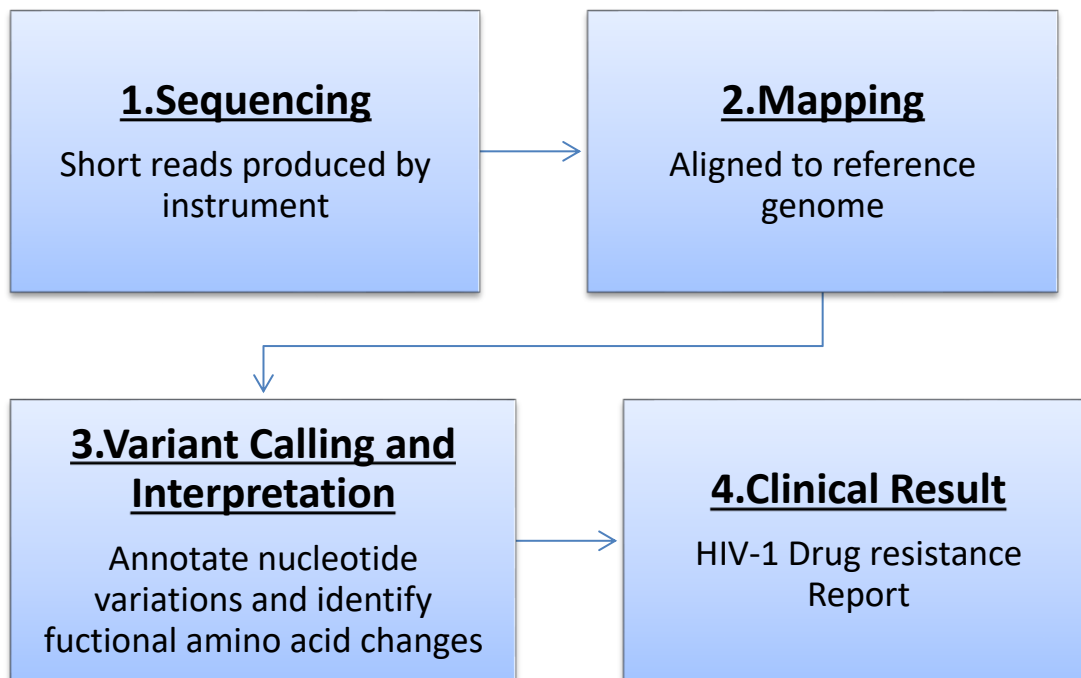 1.Sequencing
Short reads produced by
instrument
2.Mapping
Aligned to reference
genome
3.Variant Calling and
Interpretation
Annotate nucleotide
variations and identify
fuctional amino acid changes
4.Clinical Result
HIV-1 Drug resistance
Report